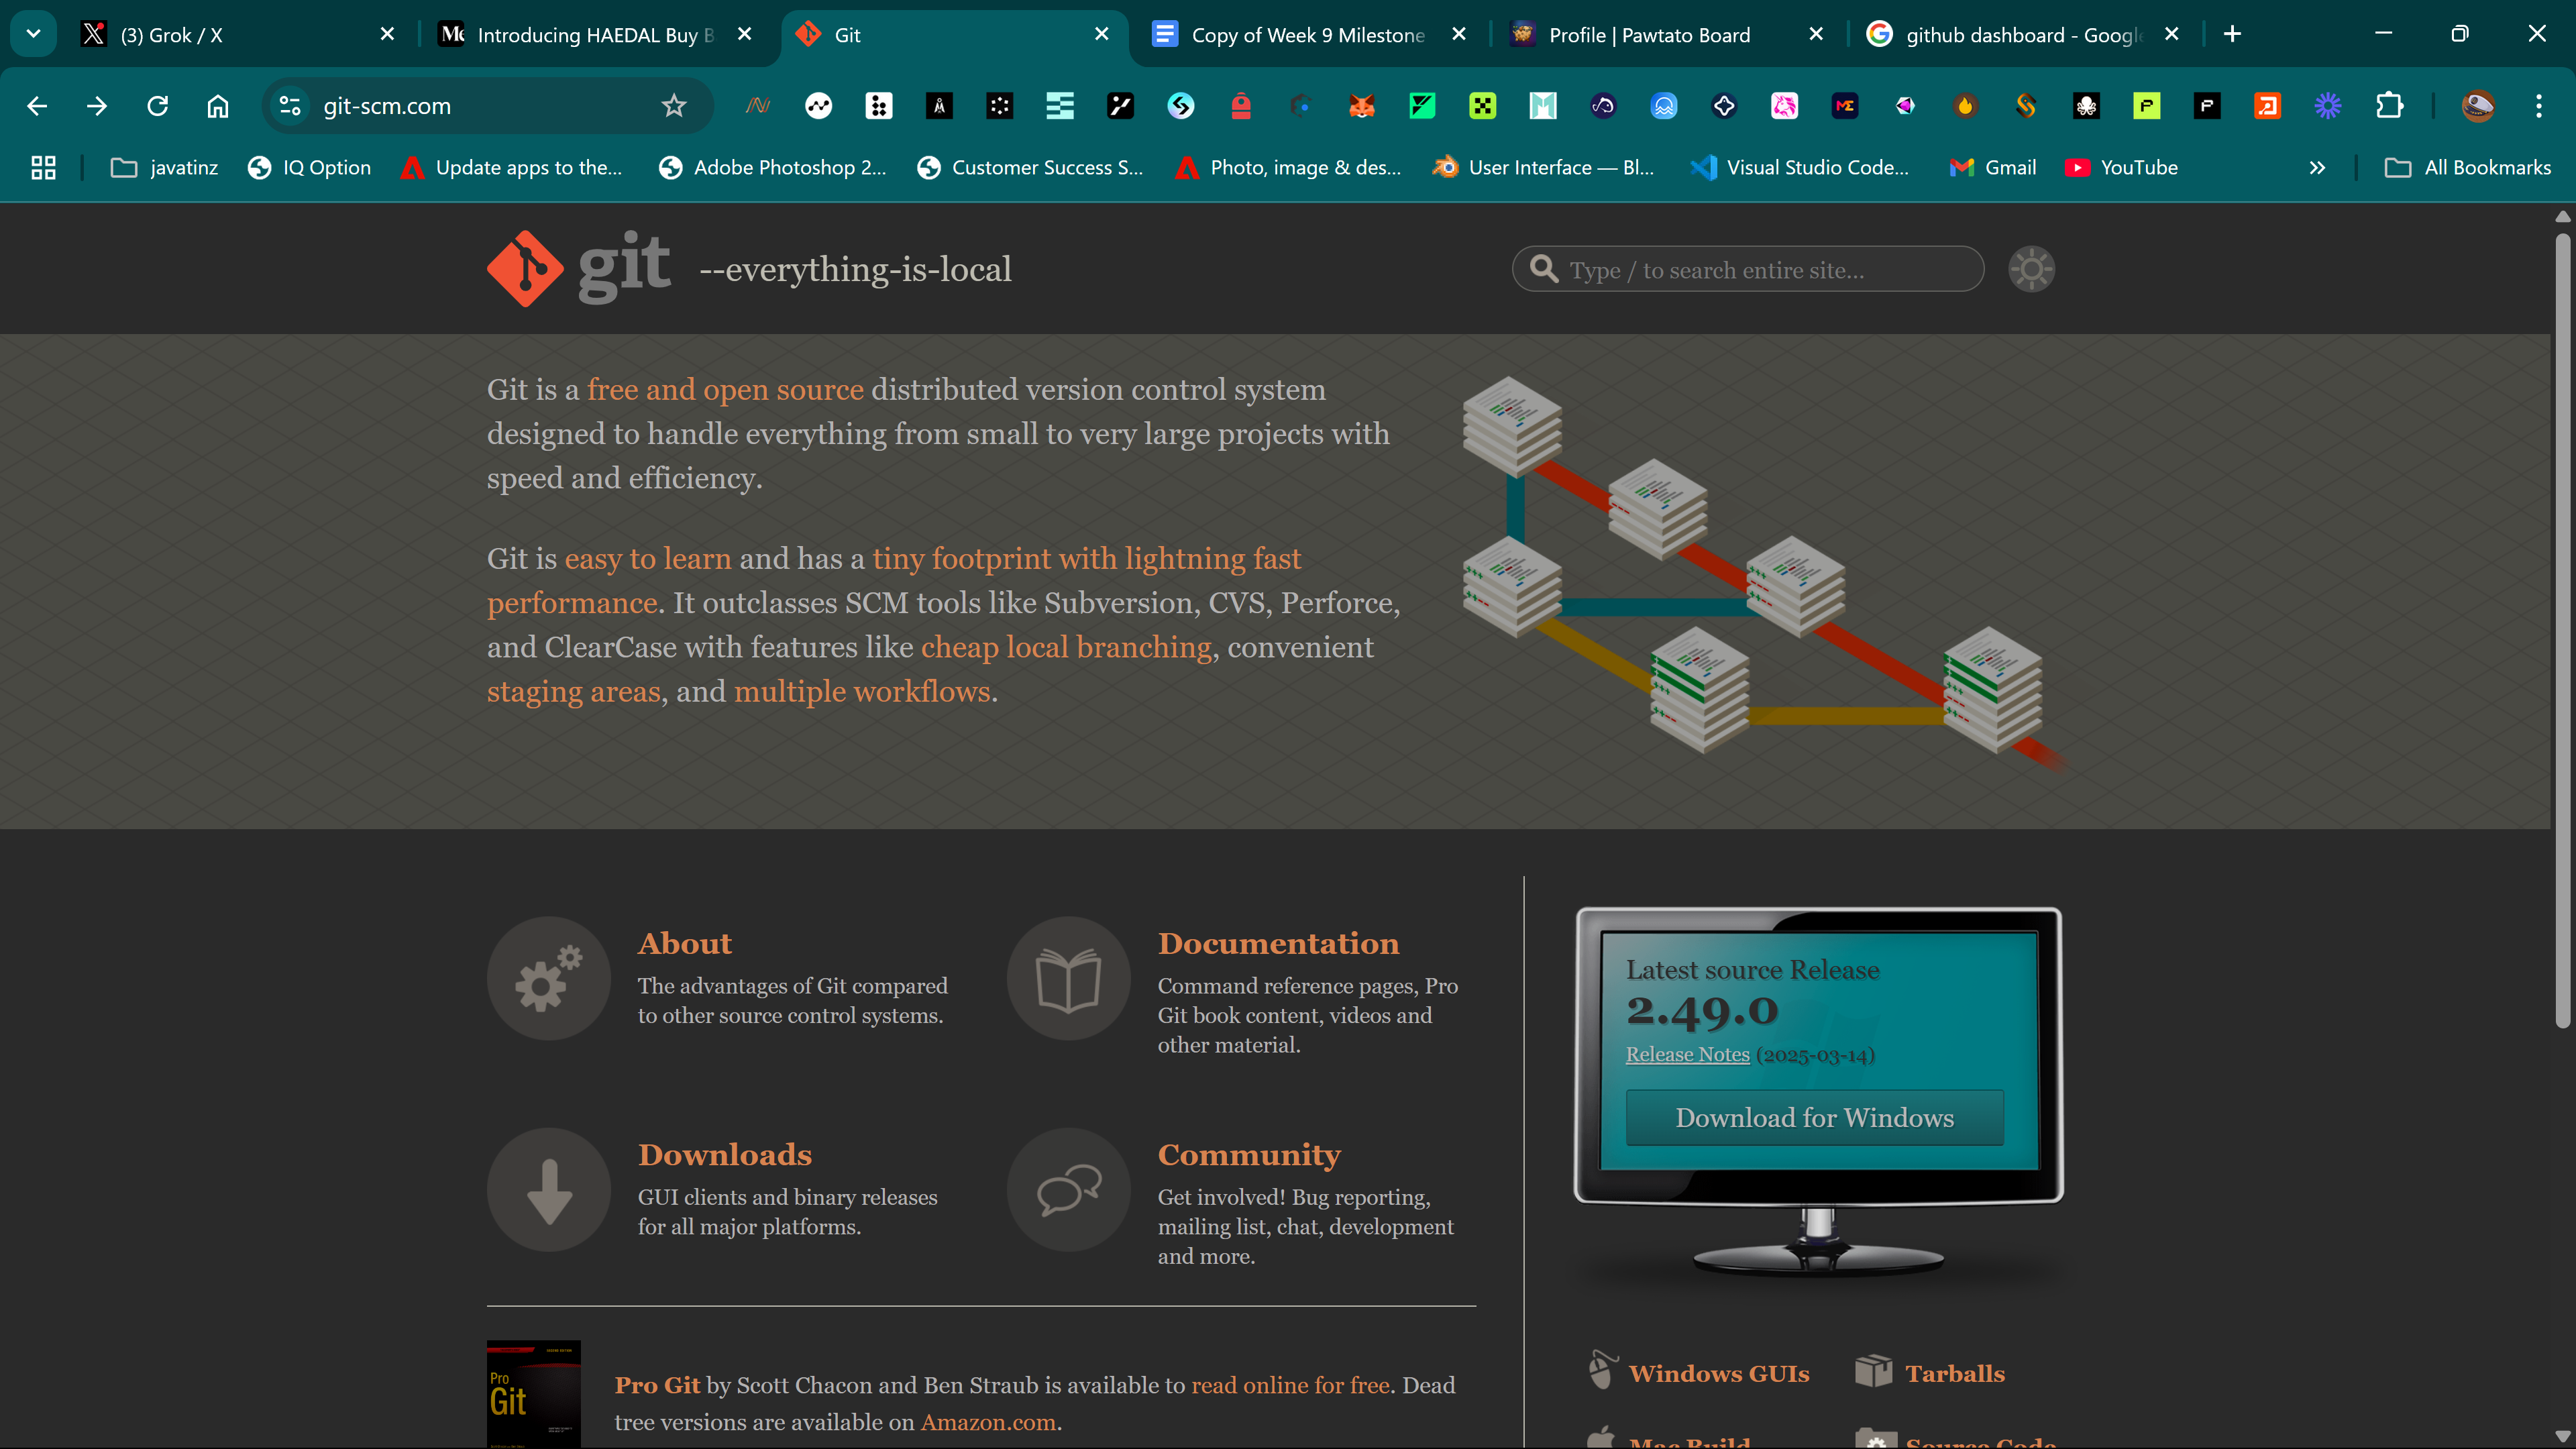 (3) Grok / X
Introducing HAEDAL Buy B
Git
Copy of Week 9 Milestone
Profile | Pawtato Board
github dashboard - Google
git-scm.com
javatinz
IQ Option
Update apps to the...
Adobe Photoshop 2...
Customer Success S...
Photo, image & des...
User Interface — Bl...
Visual Studio Code...
Gmail
YouTube
All Bookmarks
git --everything-is-local
Type / to search entire site...
Git is a free and open source distributed version control system
designed to handle everything from small to very large projects with
speed and efficiency.
Git is easy to learn and has a tiny footprint with lightning fast
performance. It outclasses SCM tools like Subversion, CVS, Perforce,
and ClearCase with features like cheap local branching, convenient
staging areas, and multiple workflows.
About
The advantages of Git compared
to other source control systems.
Documentation
Command reference pages, Pro
Git book content, videos and
other material.
Downloads
GUI clients and binary releases
for all major platforms.
Community
Get involved! Bug reporting,
mailing list, chat, development
and more.
Latest source Release
2.49.0
Release Notes (2025-03-14)
Download for Windows
Pro
Git
Pro Git by Scott Chacon and Ben Straub is available to read online for free. Dead
tree versions are available on Amazon.com.
Windows GUIs
Tarballs
Mac Build
Source Code